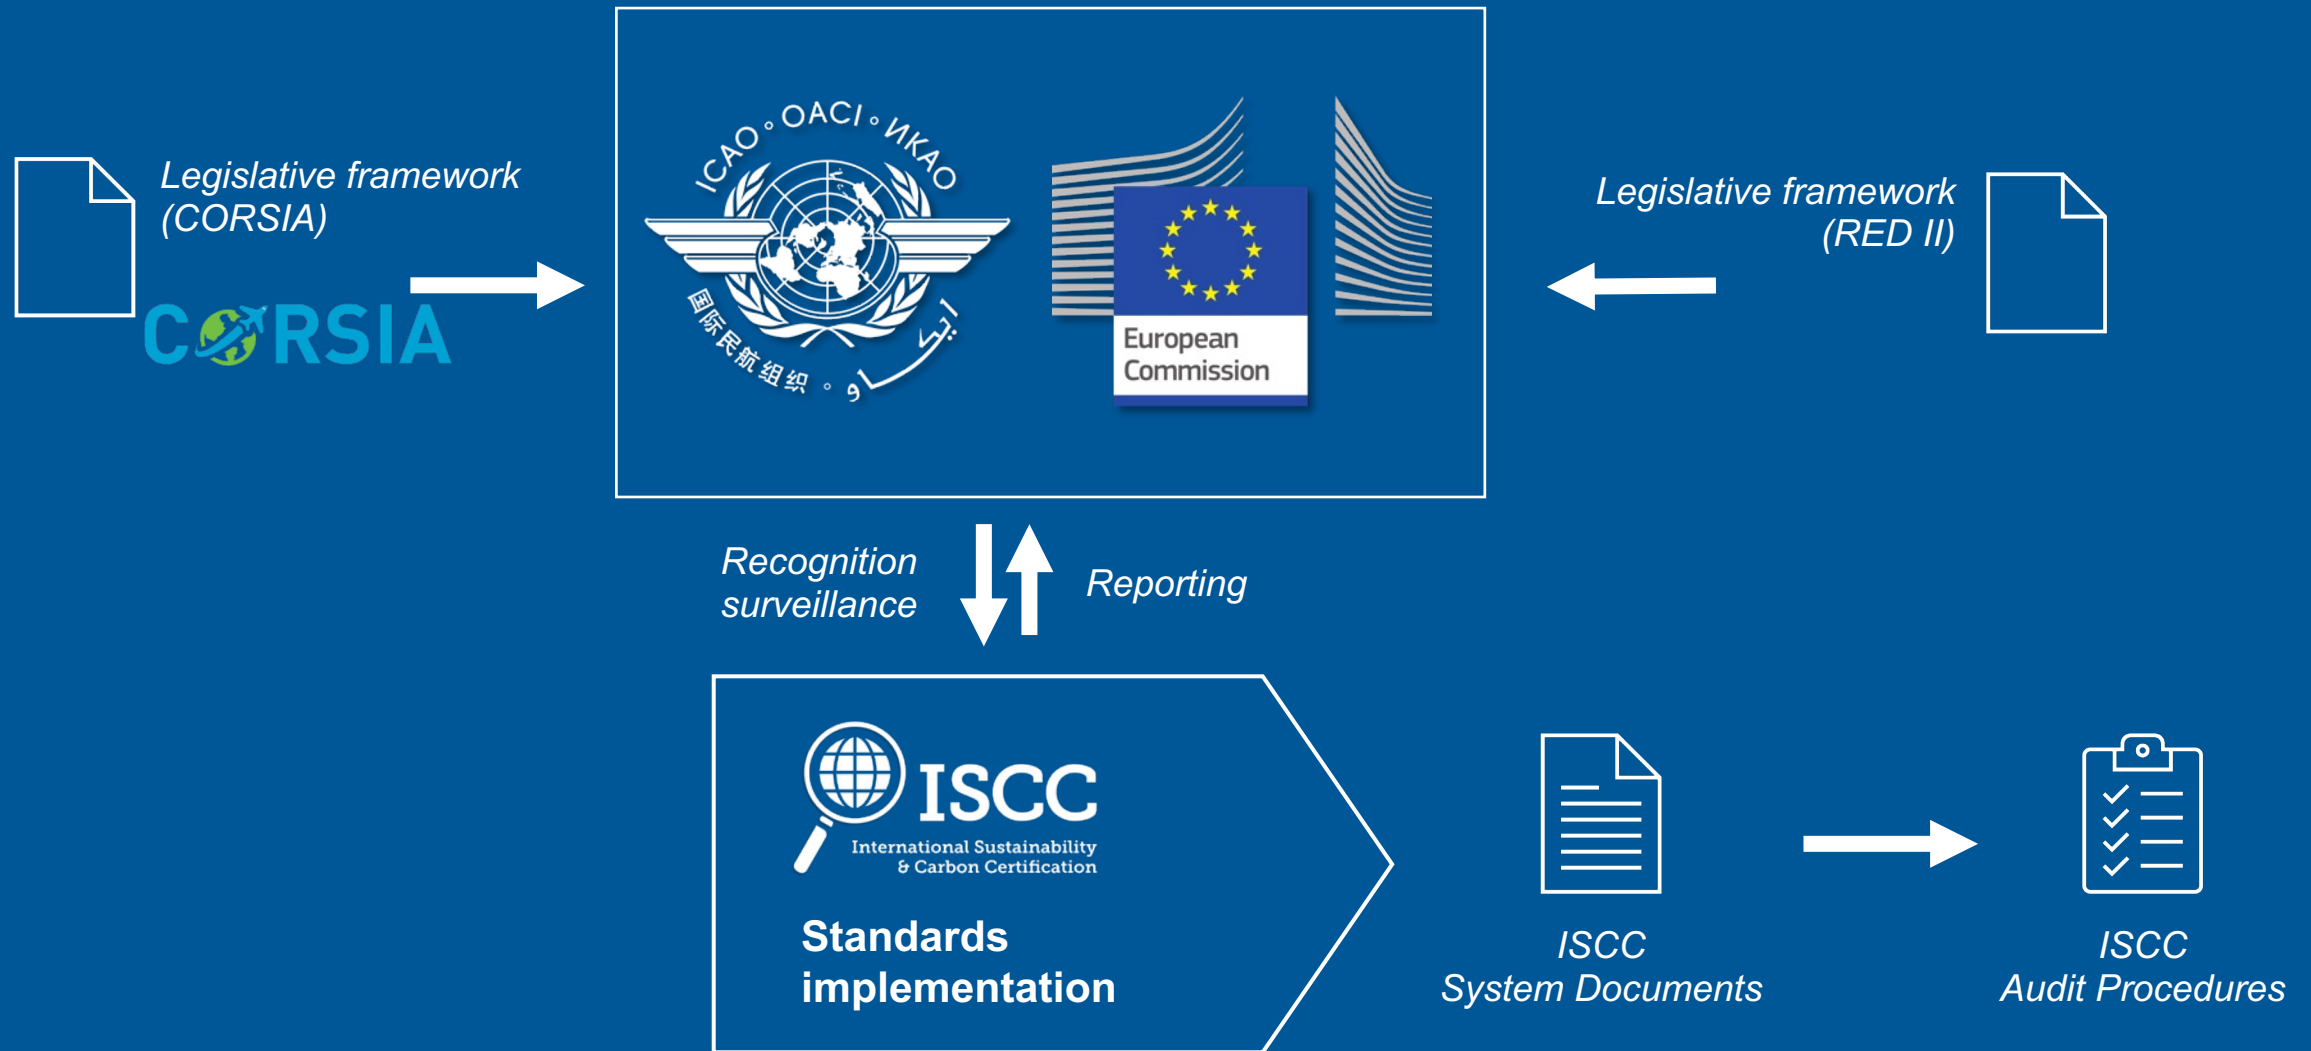 Legislative framework
(CORSIA)
CORSIA
ICAO ° OACI ° ИКАО
国际民航组织 ° ايكاو
European
Commission
Legislative framework
(RED II)
Recognition
surveillance
Reporting
ISCC
International Sustainability
& Carbon Certification
Standards
implementation
ISCC
System Documents
ISCC
Audit Procedures